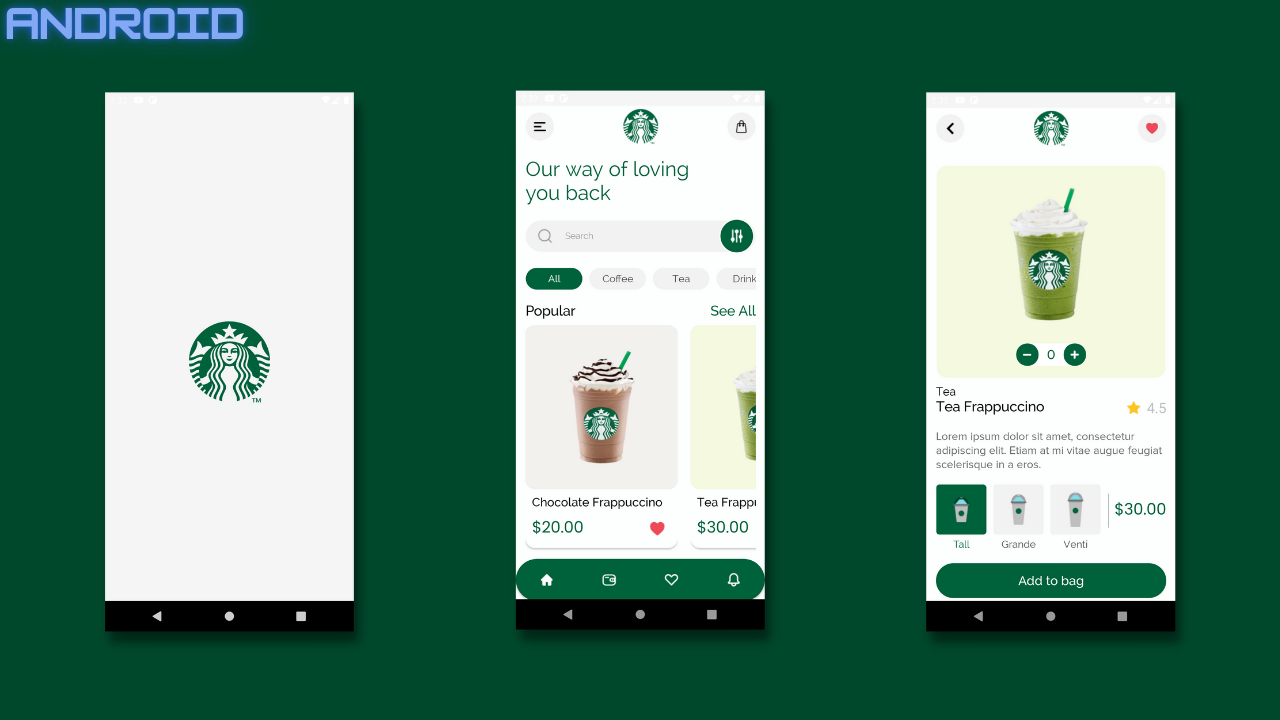 ANDROID
TM
Our way of loving
you back
Search
All
Coffee
Tea
Drink
Popular
See All
Chocolate Frappuccino
$20.00
Tea Frapp
$30.00
0
Tea
Tea Frappuccino
4.5
Lorem ipsum dolor sit amet, consectetur
adipiscing elit. Etiam at mi vitae augue feugiat
scelerisque in a eros.
$30.00
Tall
Grande
Venti
Add to bag